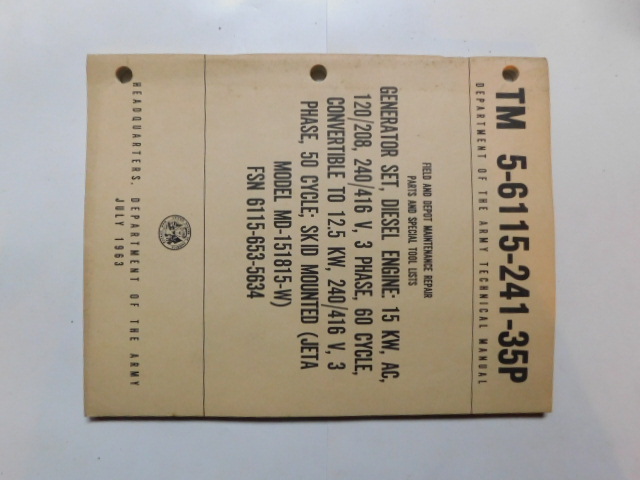 TM 5-6115-241-35P
DEPARTMENT OF THE ARMY TECHNICAL MANUAL
FIELD AND DEPOT MAINTENANCE REPAIR
PARTS AND SPECIAL TOOL LISTS
GENERATOR SET, DIESEL ENGINE: 15 KW, AC,
120/208, 240/416 V, 3 PHASE, 60 CYCLE,
CONVERTIBLE TO 12.5 KW, 240/416 V, 3
PHASE, 50 CYCLE; SKID MOUNTED (JETA
MODEL MD-151815-W)
FSN 6115-653-5634
HEADQUARTERS, DEPARTMENT OF THE ARMY
JULY 1963